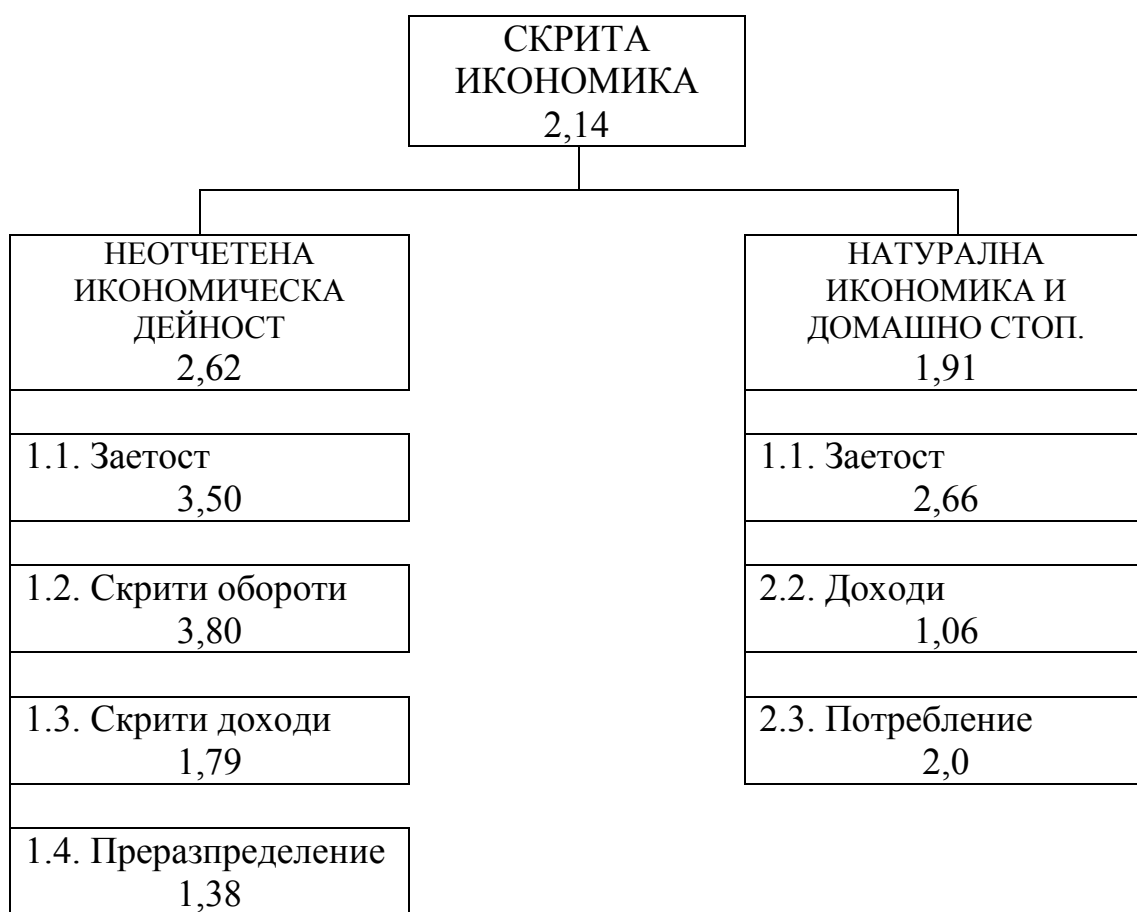 СКРИТА
ИКОНОМИКА
2,14
НЕОТЧЕТЕНА
ИКОНОМИЧЕСКА
ДЕЙНОСТ
2,62
НАТУРАЛНА
ИКОНОМИКА И
ДОМАШНО СТОП.
1,91
1.1. Заетост
3,50
1.1. Заетост
2,66
1.2. Скрити обороти
3,80
2.2. Доходи
1,06
1.3. Скрити доходи
1,79
2.3. Потребление
2,0
1.4. Преразпределение
1,38